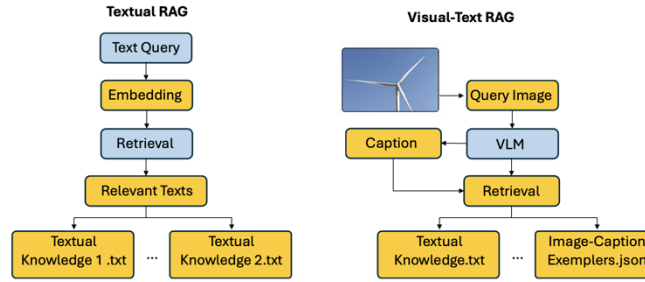 Textual RAG
Text Query
Embedding
Retrieval
Relevant Texts
Textual
Knowledge 1 .txt
...
Textual
Knowledge 2.txt
Visual-Text RAG
Query Image
Caption
VLM
Retrieval
Textual
Knowledge.txt
...
Image-Caption
Exemplers.json